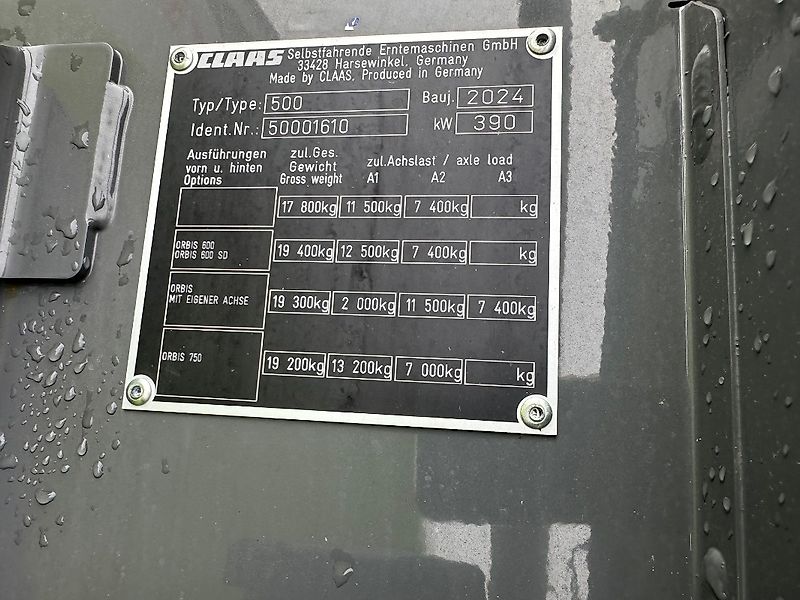 CLAAS Selbstfahrende Erntemaschinen GmbH
33428 Harsewinkel, Germany
Made by CLAAS, Produced in Germany
Typ/Type: 500 Bauj. 2024
Ident.Nr.: 50001610 kW 390
Ausführungen vorn u. hinten Options zul.Ges. Gewicht Gross weight zul.Achslast / axle load
A1 A2 A3
17 800kg 11 500kg 7 400kg kg
ORBIS 600
ORBIS 600 SD 19 400kg 12 500kg 7 400kg kg
ORBIS
MIT EIGENER ACHSE 19 300kg 2 000kg 11 500kg 7 400kg
ORBIS 750 19 200kg 13 200kg 7 000kg kg